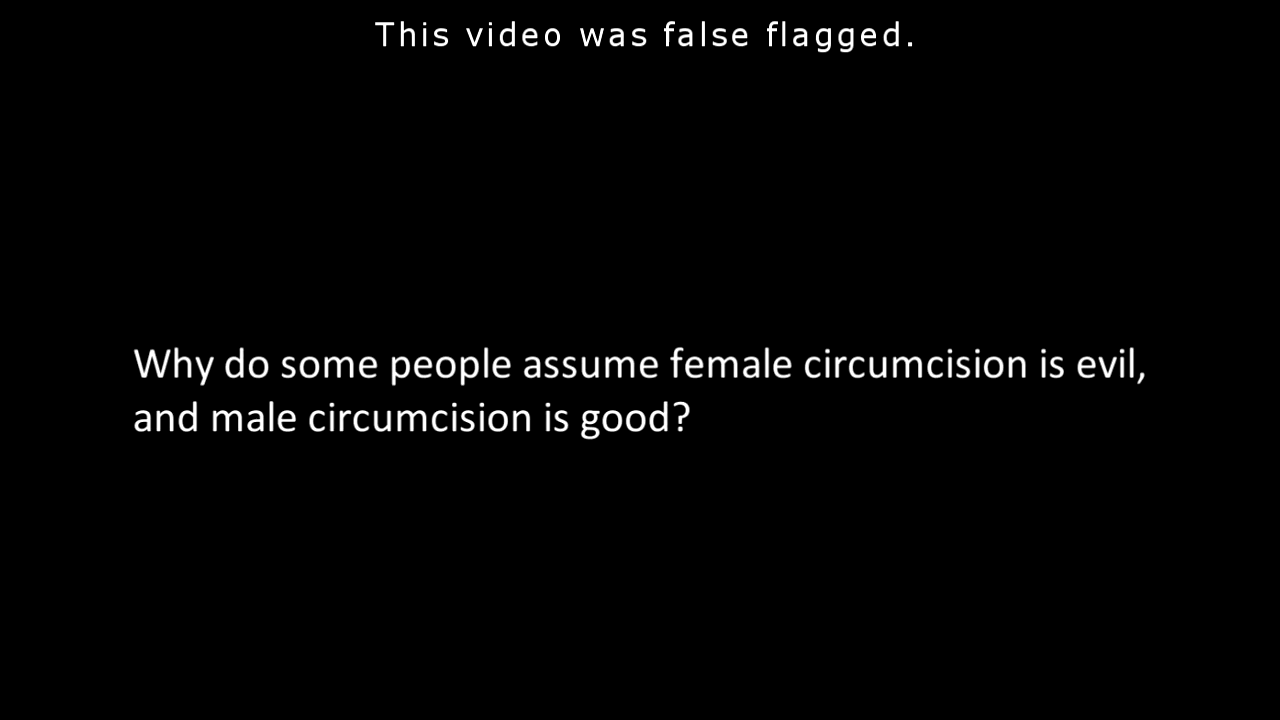 This video was false flagged.
Why do some people assume female circumcision is evil,
and male circumcision is good?